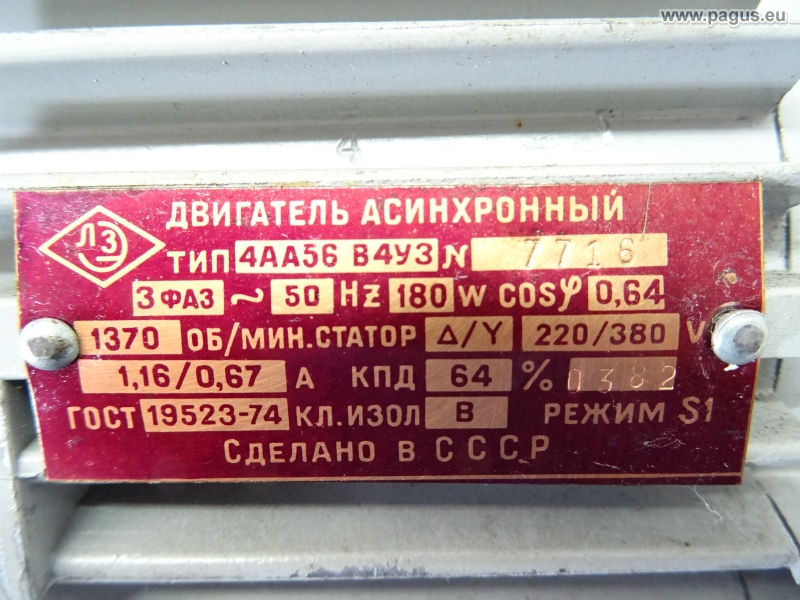 www.pagus.eu
4
ЛЭ
ДВИГАТЕЛЬ АСИНХРОННЫЙ
ТИП 4АА56 В4У3 N 7716
3 ФАЗ ~ 50 Hz 180 W COSφ 0,64
1370 ОБ/МИН. СТАТОР Δ/Y 220/380 V
1,16/0,67 А КПД 64 % 0382
ГОСТ 19523-74 КЛ. ИЗОЛ В РЕЖИМ S1
СДЕЛАНО В СССР